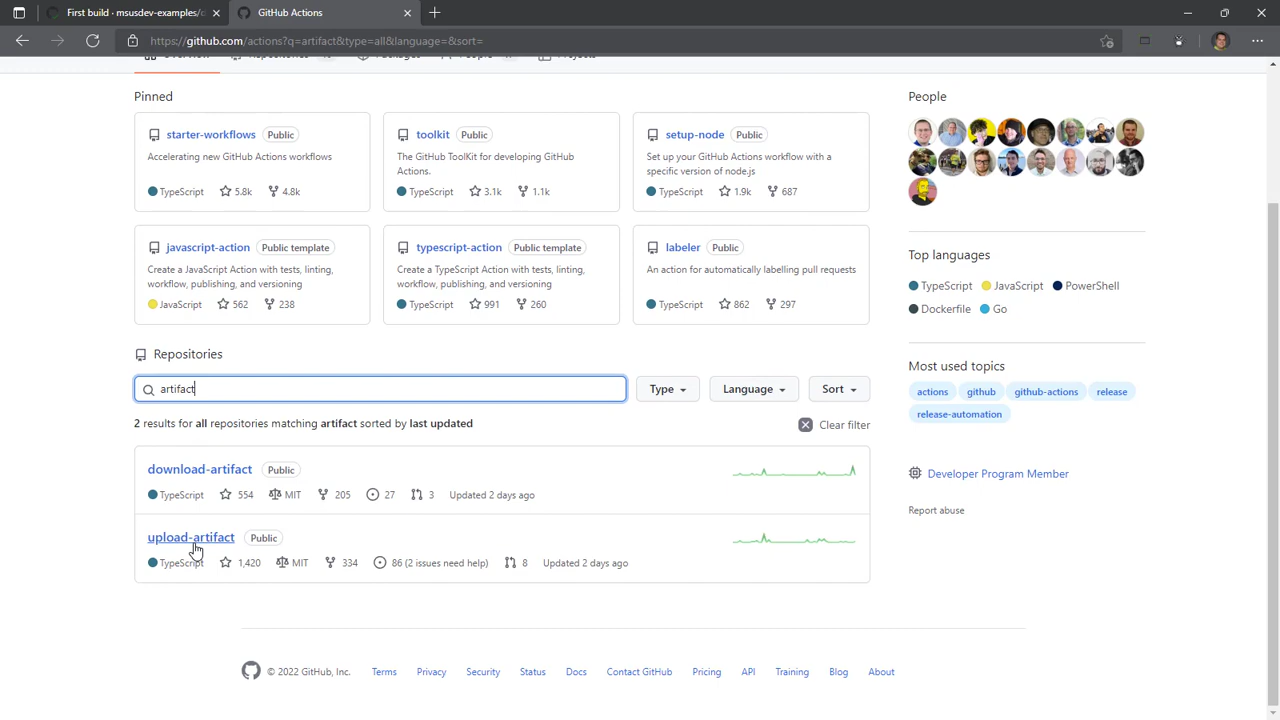 First build · musdev-examples/
GitHub Actions
https://github.com/actions?q=artifact&type=all&language=&sort=
Pinned
People
starter-workflows Public
Accelerating new GitHub Actions workflows
TypeScript 5.8k 4.8k
toolkit Public
The GitHub ToolKit for developing GitHub
Actions.
TypeScript 3.1k 1.1k
setup-node Public
Set up your GitHub Actions workflow with a
specific version of node.js
TypeScript 1.9k 687
javascript-action Public template
Create a JavaScript Action with tests, linting,
workflow, publishing, and versioning
JavaScript 562 238
typescript-action Public template
Create a TypeScript Action with tests, linting,
workflow, publishing, and versioning
TypeScript 991 260
labeler Public
An action for automatically labelling pull requests
TypeScript 862 297
Top languages
TypeScript JavaScript PowerShell
Dockerfile Go
Most used topics
actions github github-actions release
release-automation
Developer Program Member
Report abuse
Repositories
artifact
Type Language Sort
2 results for all repositories matching artifact sorted by last updated
Clear filter
download-artifact Public
TypeScript 554 MIT 205 27 3 Updated 2 days ago
upload-artifact Public
TypeScript 1,420 MIT 334 86 (2 issues need help) 8 Updated 2 days ago
© 2022 GitHub, Inc. Terms Privacy Security Status Docs Contact GitHub Pricing API Training Blog About